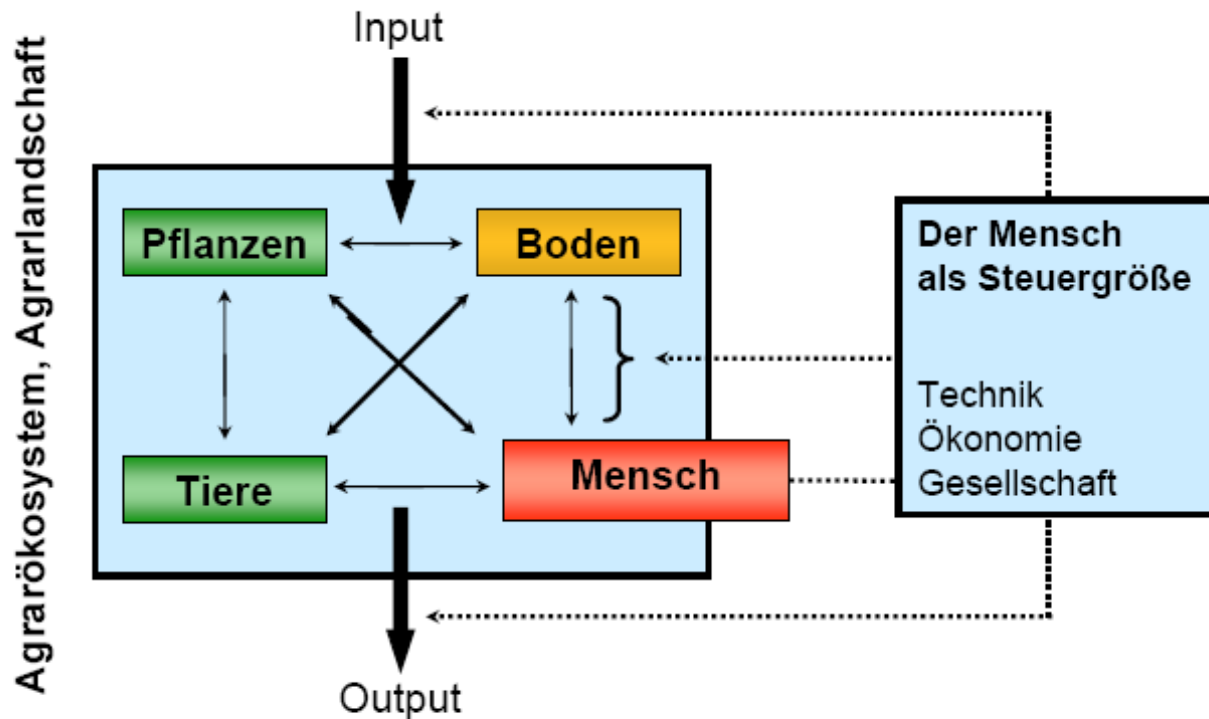 Agrarökosystem, Agrarlandschaft
Input
Pflanzen
Boden
Tiere
Mensch
Output
Der Mensch
als Steuergröße
Technik
Ökonomie
Gesellschaft